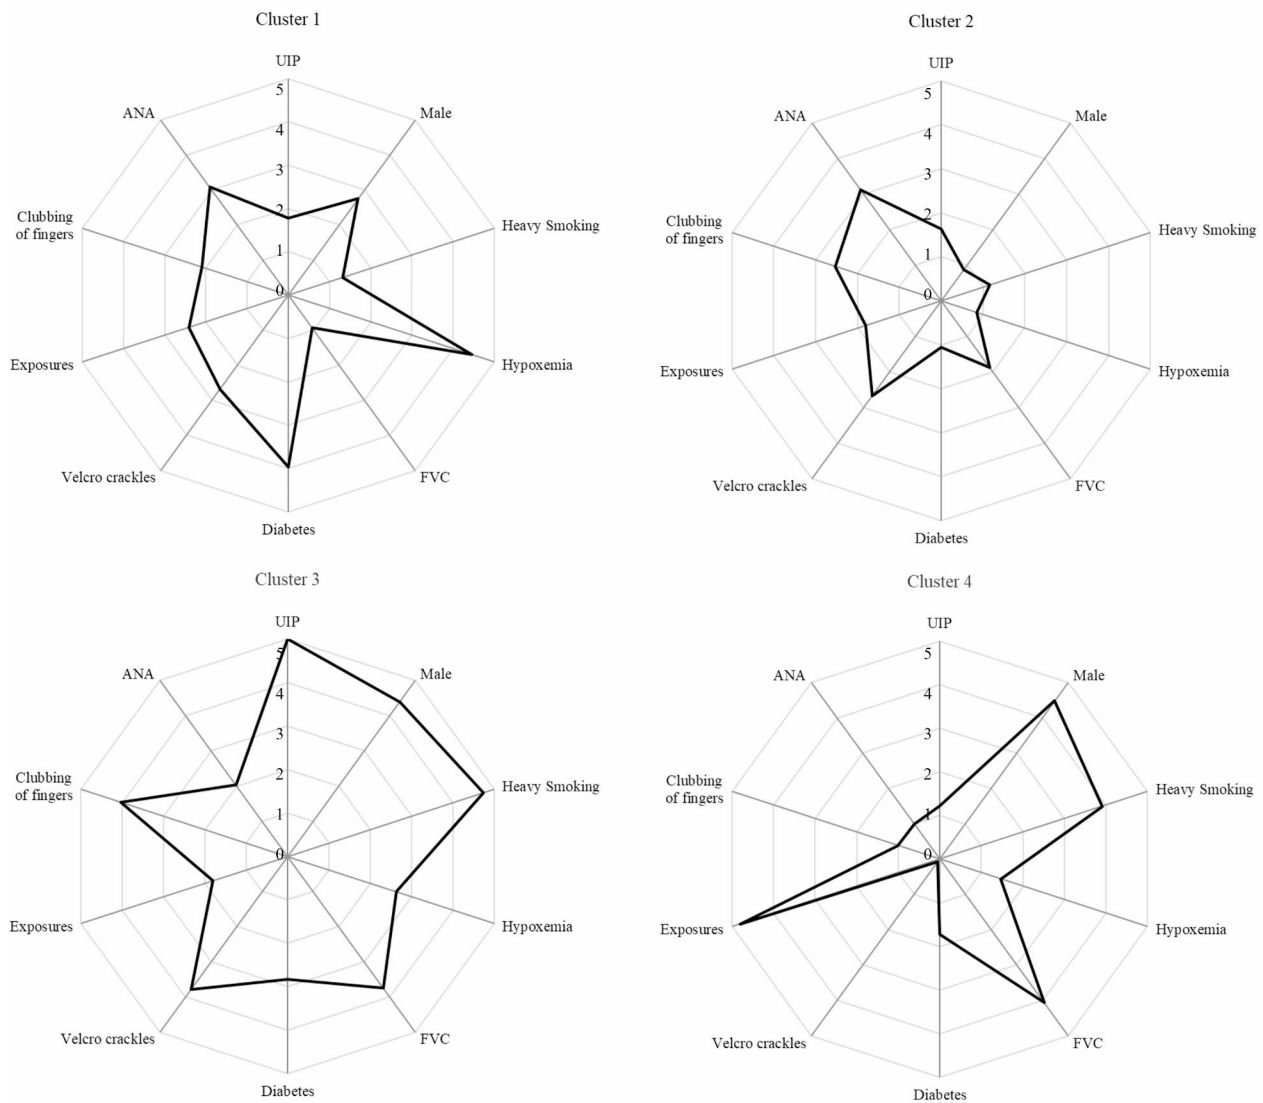 Cluster 1
UIP
5
4
3
2
1
0
Male
Heavy Smoking
Hypoxemia
FVC
Diabetes
Velcro crackles
Exposures
Clubbing
of fingers
ANA
Cluster 2
UIP
5
4
3
2
1
0
Male
Heavy Smoking
Hypoxemia
FVC
Diabetes
Velcro crackles
Exposures
Clubbing
of fingers
ANA
Cluster 3
UIP
5
4
3
2
1
0
Male
Heavy Smoking
Hypoxemia
FVC
Diabetes
Velcro crackles
Exposures
Clubbing
of fingers
ANA
Cluster 4
UIP
5
4
3
2
1
0
Male
Heavy Smoking
Hypoxemia
FVC
Diabetes
Velcro crackles
Exposures
Clubbing
of fingers
ANA